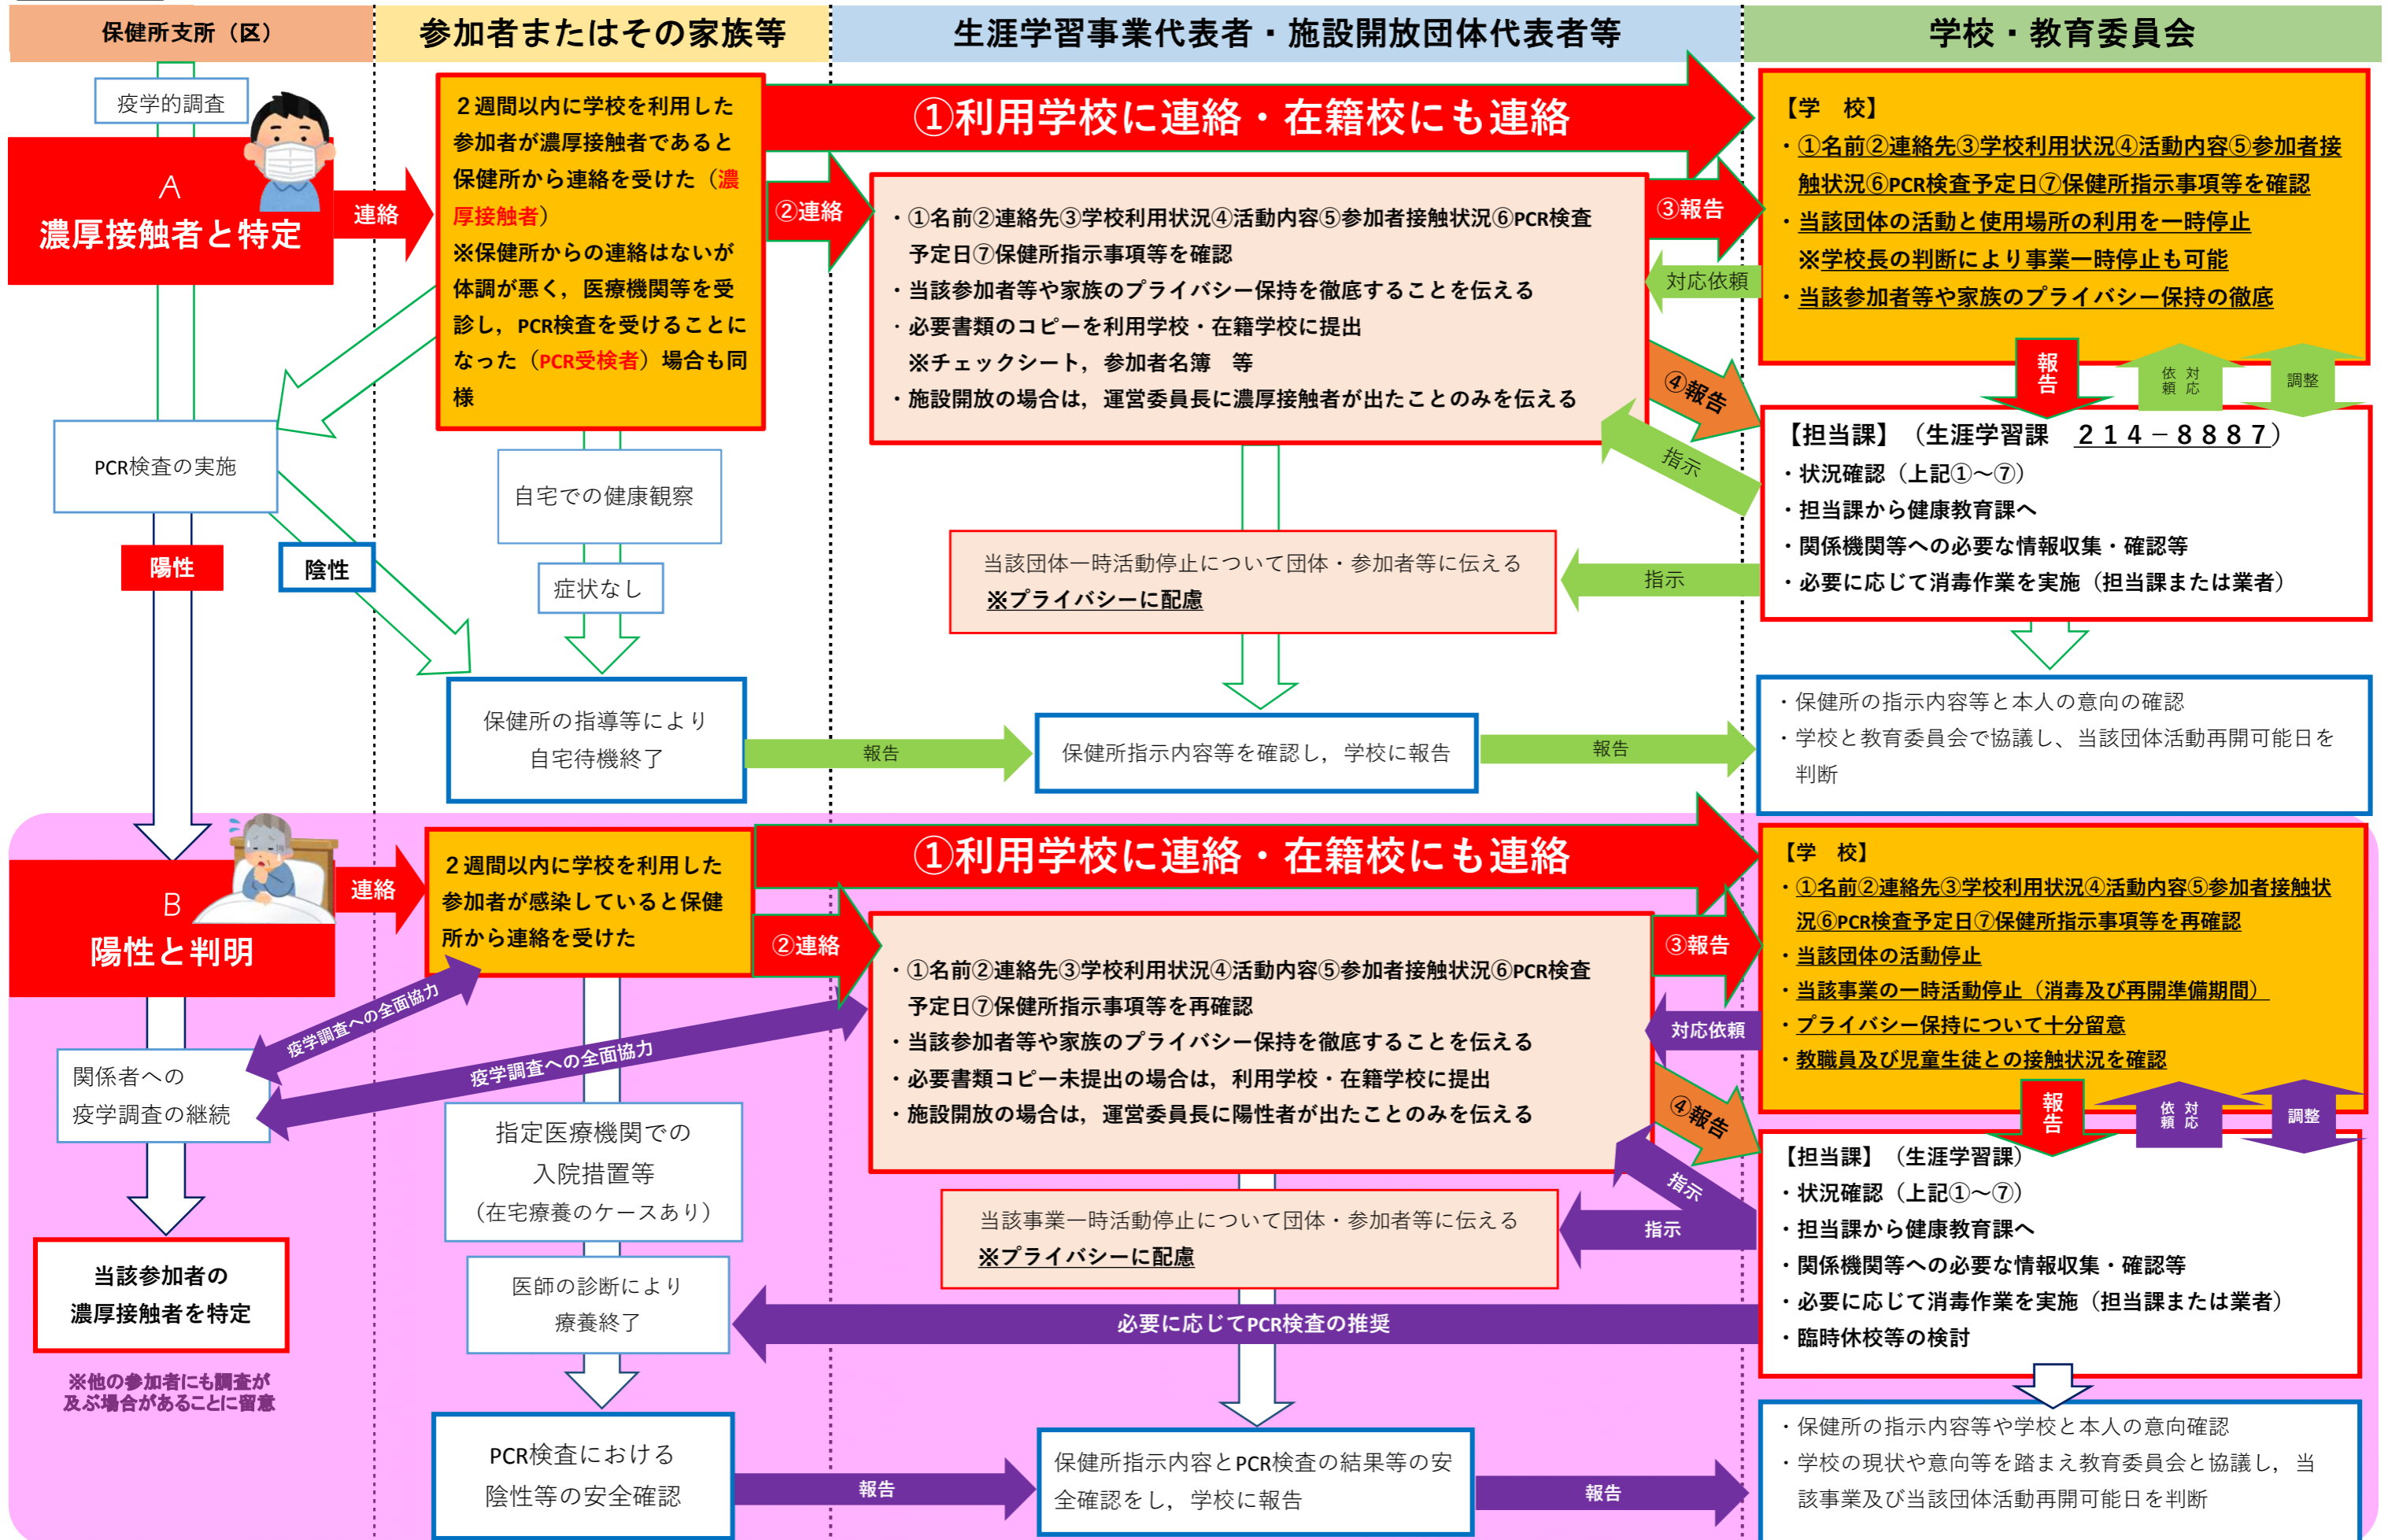 保健所支所（区）
参加者またはその家族等
生涯学習事業代表者・施設開放団体代表者等
学校・教育委員会
疫学的調査
A
濃厚接触者と特定
連絡
２週間以内に学校を利用した
参加者が濃厚接触者であると
保健所から連絡を受けた（濃
厚接触者）
※保健所からの連絡はないが
体調が悪く，医療機関等を受
診し，PCR検査を受けることに
なった（PCR受検者）場合も同
様
①利用学校に連絡・在籍校にも連絡
②連絡
・①名前②連絡先③学校利用状況④活動内容⑤参加者接触状況⑥PCR検査
予定日⑦保健所指示事項等を確認
・当該参加者等や家族のプライバシー保持を徹底することを伝える
・必要書類のコピーを利用学校・在籍学校に提出
※チェックシート，参加者名簿　等
・施設開放の場合は，運営委員長に濃厚接触者が出たことのみを伝える
③報告
対応依頼
④報告
指示
【学　校】
・①名前②連絡先③学校利用状況④活動内容⑤参加者接
触状況⑥PCR検査予定日⑦保健所指示事項等を確認
・当該団体の活動と使用場所の利用を一時停止
※学校長の判断により事業一時停止も可能
・当該参加者等や家族のプライバシー保持の徹底
報告
対応
依頼
調整
【担当課】（生涯学習課　２１４－８８８７）
・状況確認（上記①～⑦）
・担当課から健康教育課へ
・関係機関等への必要な情報収集・確認等
・必要に応じて消毒作業を実施（担当課または業者）
PCR検査の実施
陽性
陰性
自宅での健康観察
症状なし
当該団体一時活動停止について団体・参加者等に伝える
※プライバシーに配慮
指示
保健所の指導等により
自宅待機終了
報告
保健所指示内容等を確認し，学校に報告
報告
・保健所の指示内容等と本人の意向の確認
・学校と教育委員会で協議し、当該団体活動再開可能日を
判断
B
陽性と判明
連絡
２週間以内に学校を利用した
参加者が感染していると保健
所から連絡を受けた
①利用学校に連絡・在籍校にも連絡
②連絡
・①名前②連絡先③学校利用状況④活動内容⑤参加者接触状況⑥PCR検査
予定日⑦保健所指示事項等を再確認
・当該参加者等や家族のプライバシー保持を徹底することを伝える
・必要書類コピー未提出の場合は，利用学校・在籍学校に提出
・施設開放の場合は，運営委員長に陽性者が出たことのみを伝える
③報告
対応依頼
④報告
指示
【学　校】
・①名前②連絡先③学校利用状況④活動内容⑤参加者接触状
況⑥PCR検査予定日⑦保健所指示事項等を再確認
・当該団体の活動停止
・当該事業の一時活動停止（消毒及び再開準備期間）
・プライバシー保持について十分留意
・教職員及び児童生徒との接触状況を確認
報告
対応
依頼
調整
【担当課】（生涯学習課）
・状況確認（上記①～⑦）
・担当課から健康教育課へ
・関係機関等への必要な情報収集・確認等
・必要に応じて消毒作業を実施（担当課または業者）
・臨時休校等の検討
疫学調査への全面協力
疫学調査への全面協力
関係者への
疫学調査の継続
当該参加者の
濃厚接触者を特定
※他の参加者にも調査が
及ぶ場合があることに留意
指定医療機関での
入院措置等
（在宅療養のケースあり）
医師の診断により
療養終了
当該事業一時活動停止について団体・参加者等に伝える
※プライバシーに配慮
指示
必要に応じてPCR検査の推奨
PCR検査における
陰性等の安全確認
報告
保健所指示内容とPCR検査の結果等の安
全確認をし，学校に報告
報告
・保健所の指示内容等や学校と本人の意向確認
・学校の現状や意向等を踏まえ教育委員会と協議し，当
該事業及び当該団体活動再開可能日を判断